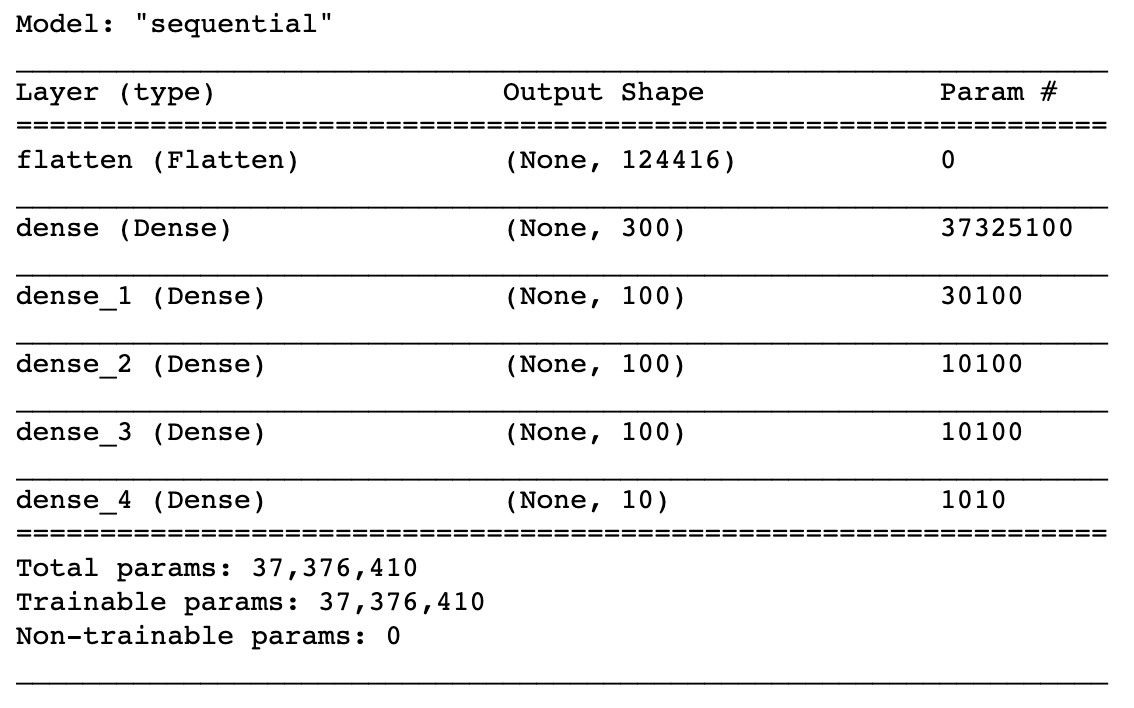 Model: "sequential"
Layer (type) Output Shape Param #
=================================================================
flatten (Flatten) (None, 124416) 0
dense (Dense) (None, 300) 37325100
dense_1 (Dense) (None, 100) 30100
dense_2 (Dense) (None, 100) 10100
dense_3 (Dense) (None, 100) 10100
dense_4 (Dense) (None, 10) 1010
=================================================================
Total params: 37,376,410
Trainable params: 37,376,410
Non-trainable params: 0